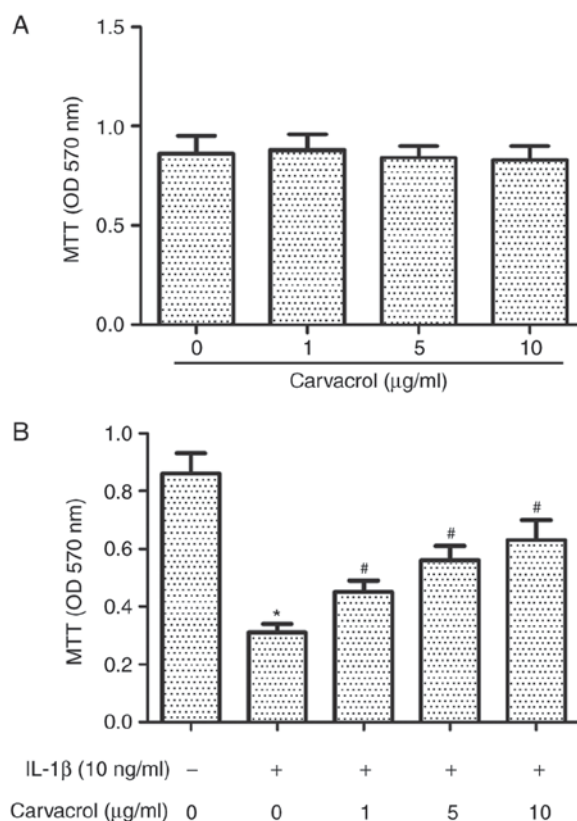 A
MTT (OD 570 nm)
1.5
1.0
0.5
0.0
0 1 5 10
Carvacrol (μg/ml)
B
MTT (OD 570 nm)
1.0
0.8
0.6
0.4
0.2
0.0
* # # #
IL-1β (10 ng/ml) – + + + +
Carvacrol (μg/ml) 0 0 1 5 10